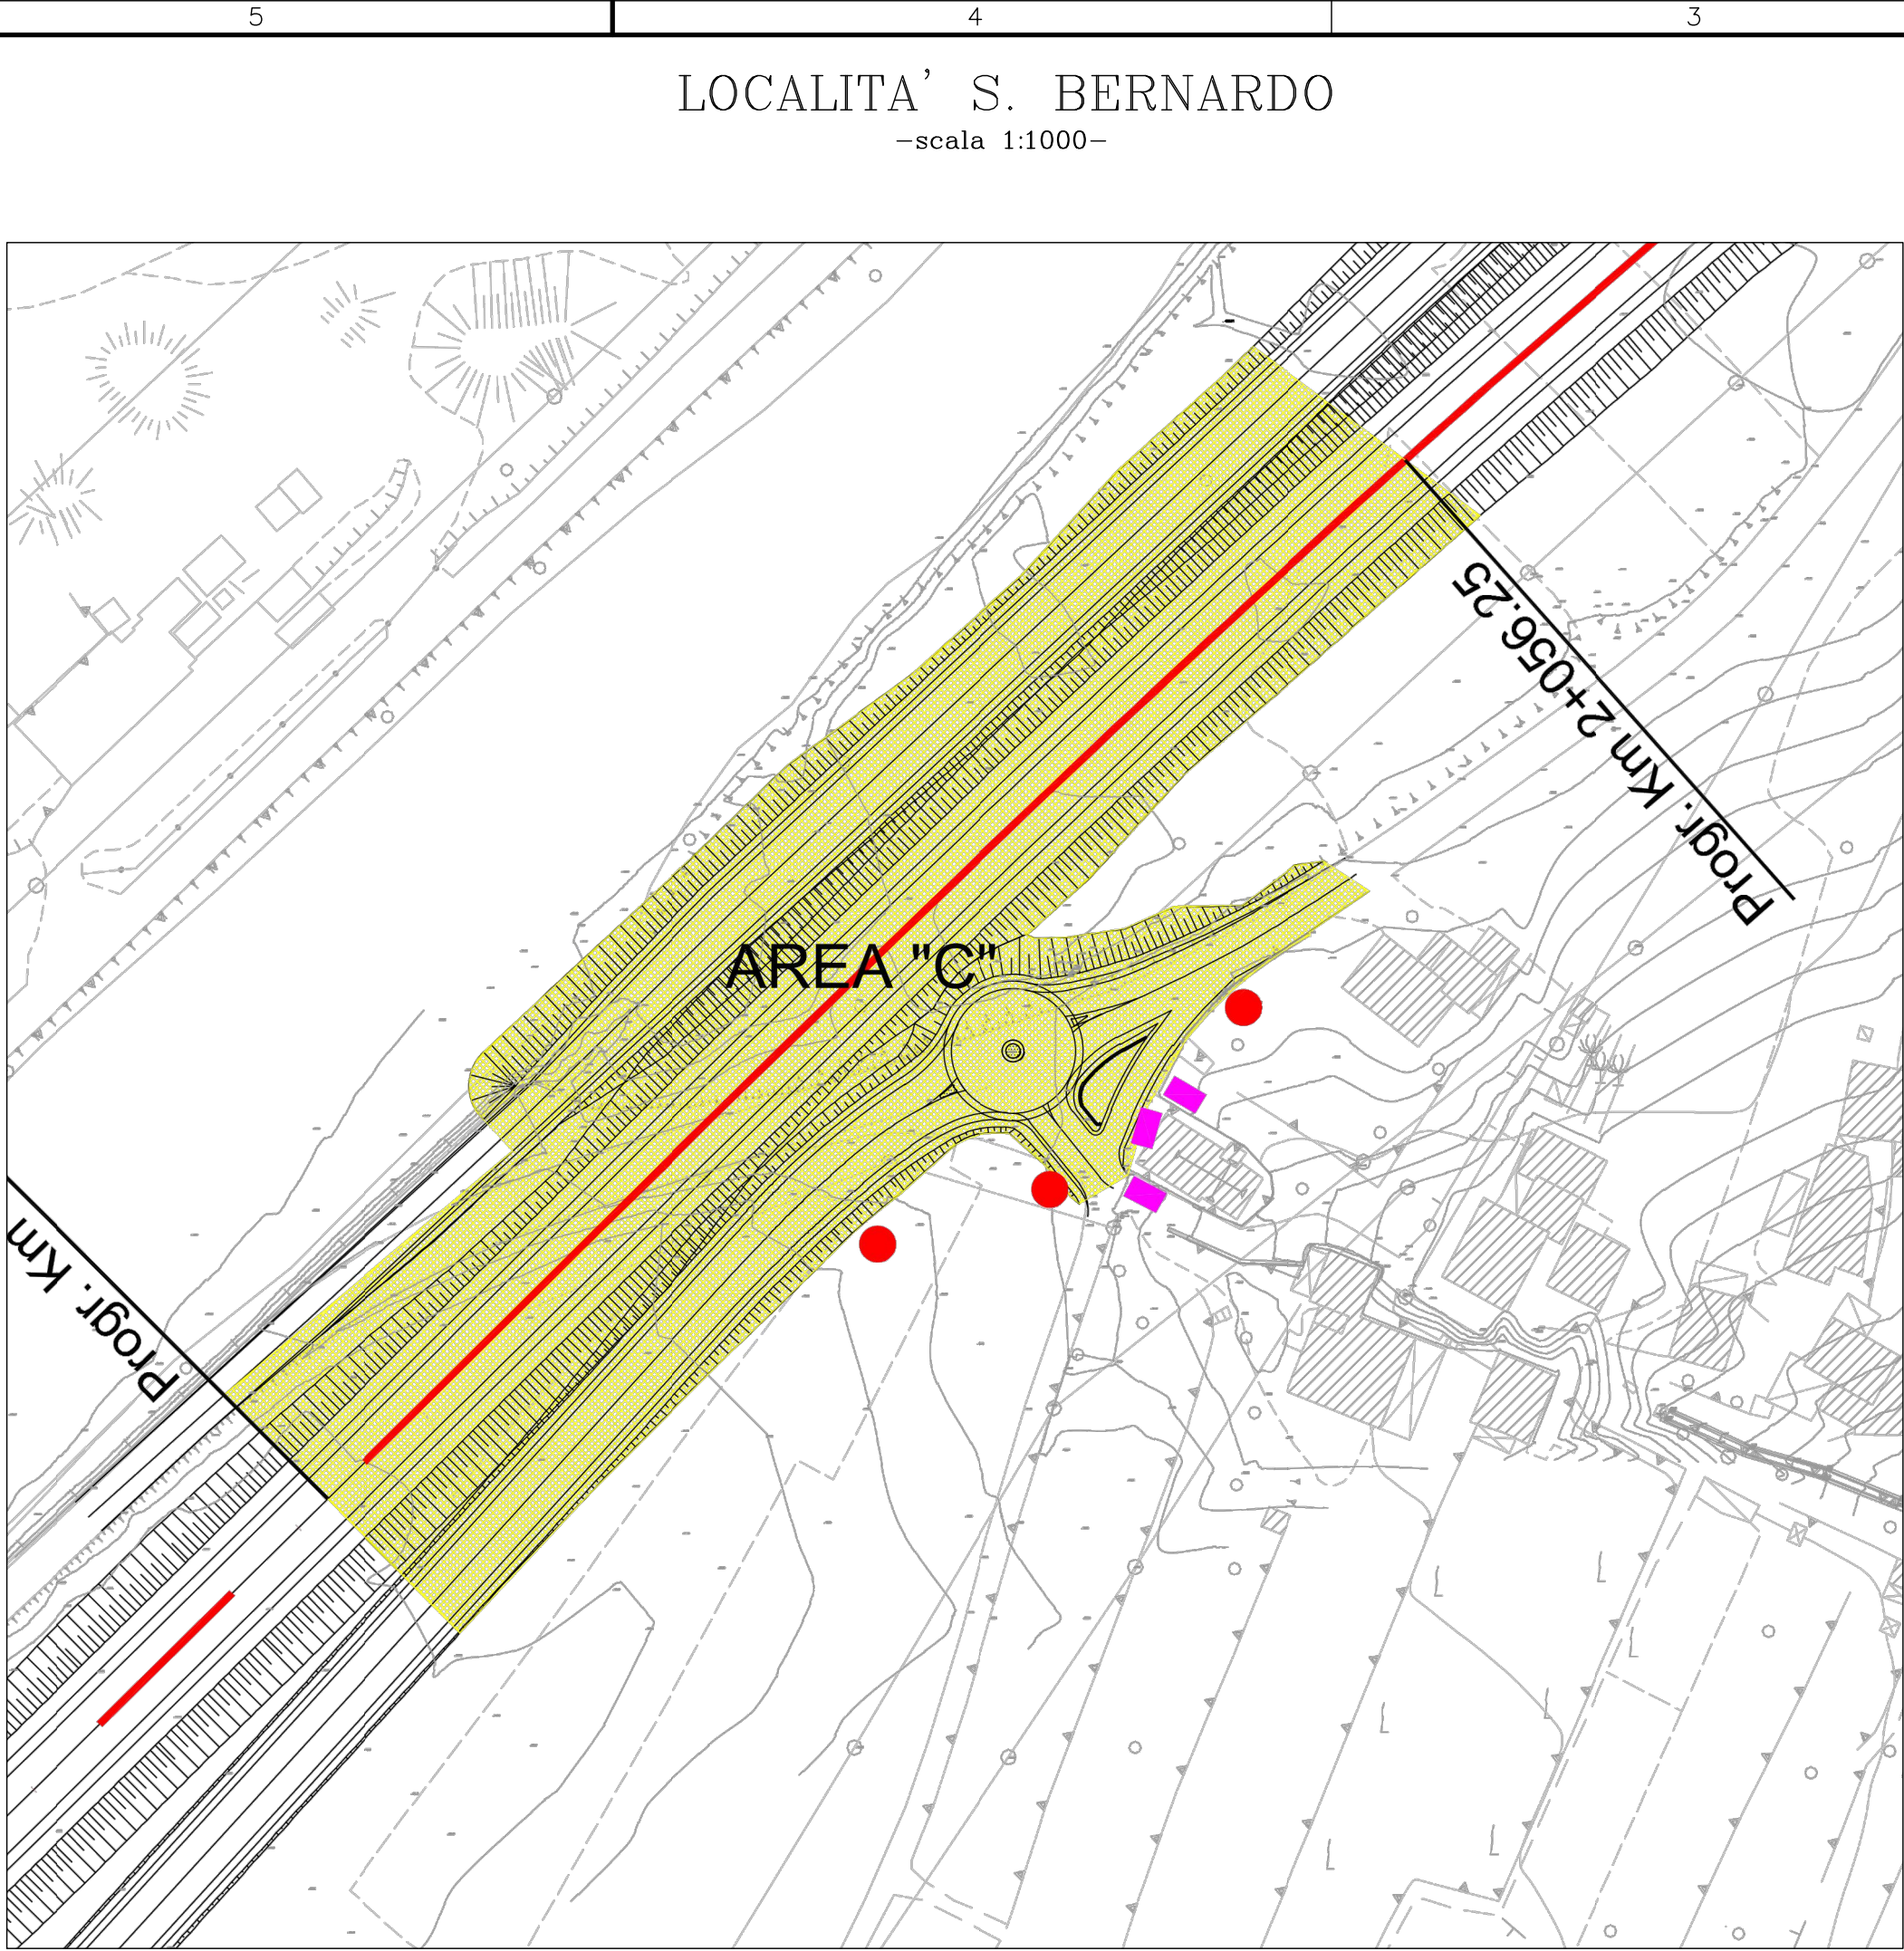 5 4 3
LOCALITA' S. BERNARDO
-scala 1:1000-
Progr. Km 2+056.25
AREA "C"
Progr. Km